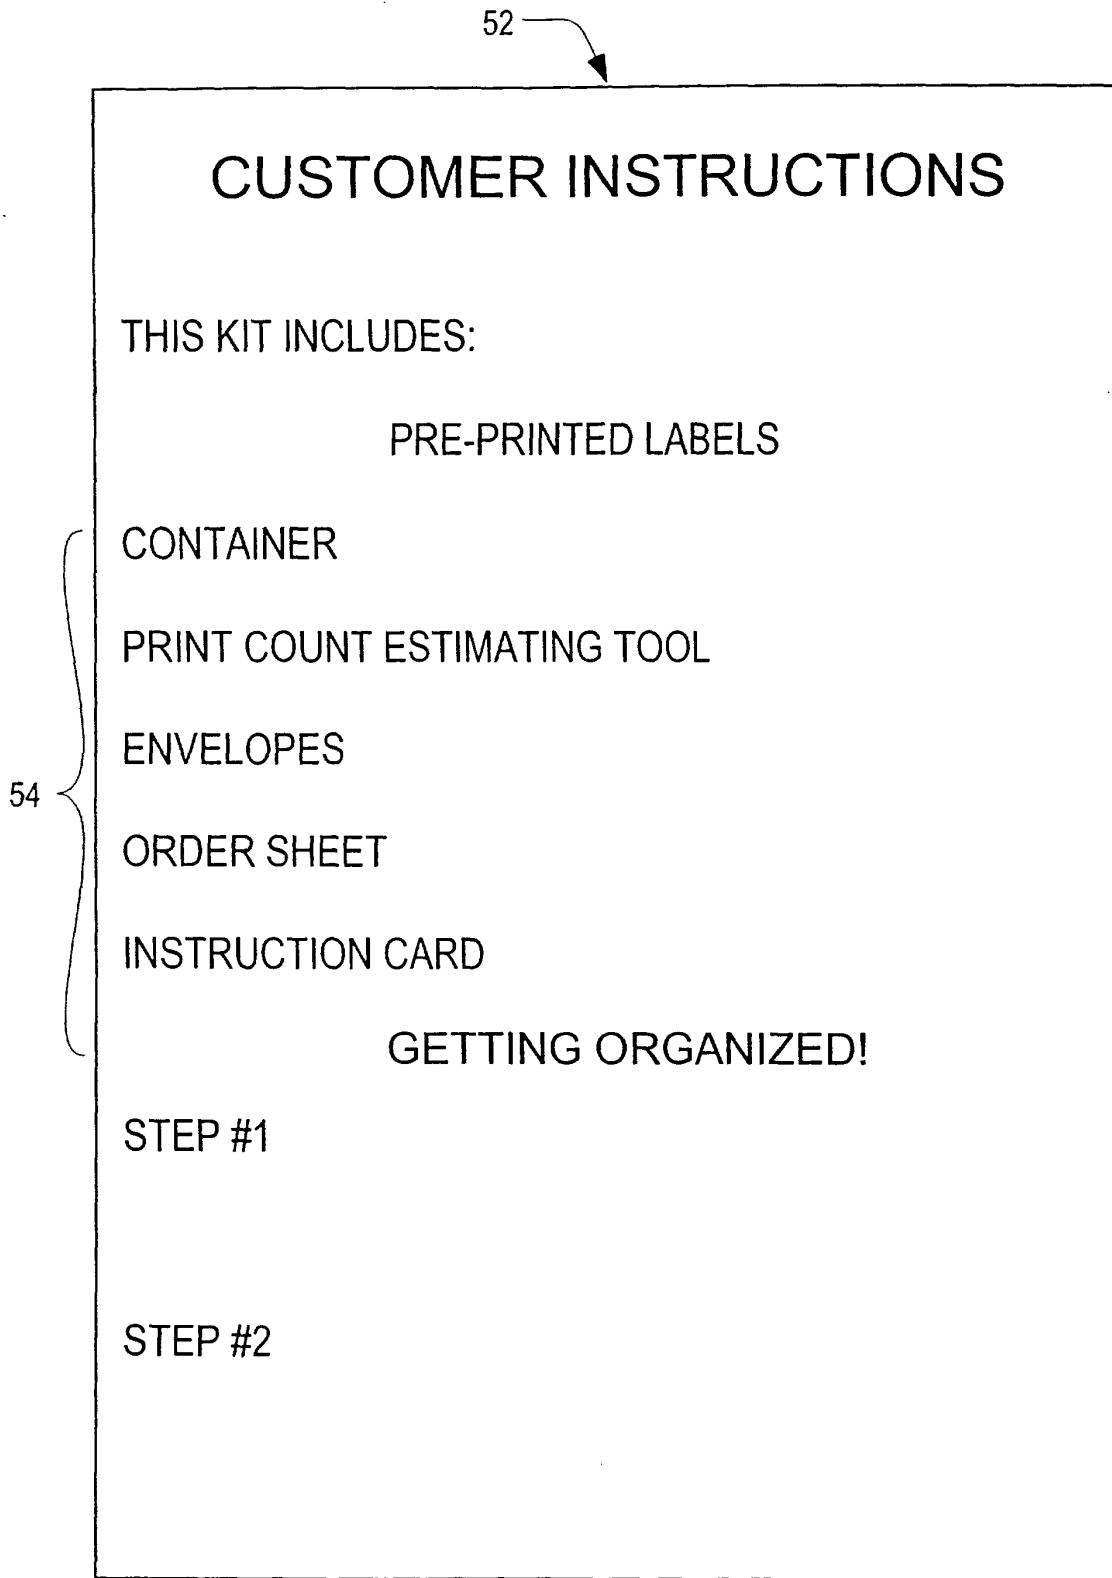 52
CUSTOMER INSTRUCTIONS
THIS KIT INCLUDES:
PRE-PRINTED LABELS
CONTAINER
PRINT COUNT ESTIMATING TOOL
ENVELOPES
54
ORDER SHEET
INSTRUCTION CARD
GETTING ORGANIZED!
STEP #1
STEP #2